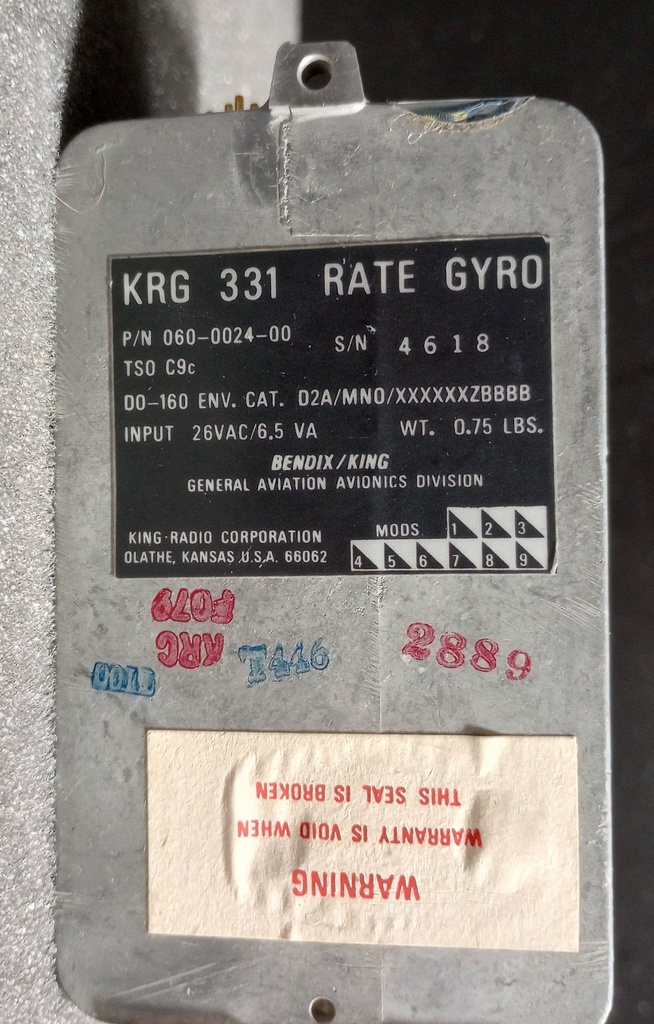 KRG 331 RATE GYRO
P/N 060-0024-00 S/N 4618
TSO C9c
DO-160 ENV. CAT. D2A/MNO/XXXXXXZBBBB
INPUT 26VAC/6.5 VA WT. 0.75 LBS.
BENDIX/KING
GENERAL AVIATION AVIONICS DIVISION
KING RADIO CORPORATION
OLATHE, KANSAS U.S.A. 66062
MODS 1 2 3
4 5 6 7 8 9
F079
KRG
I446
2889
WARNING
WARRANTY IS VOID WHEN
THIS SEAL IS BROKEN